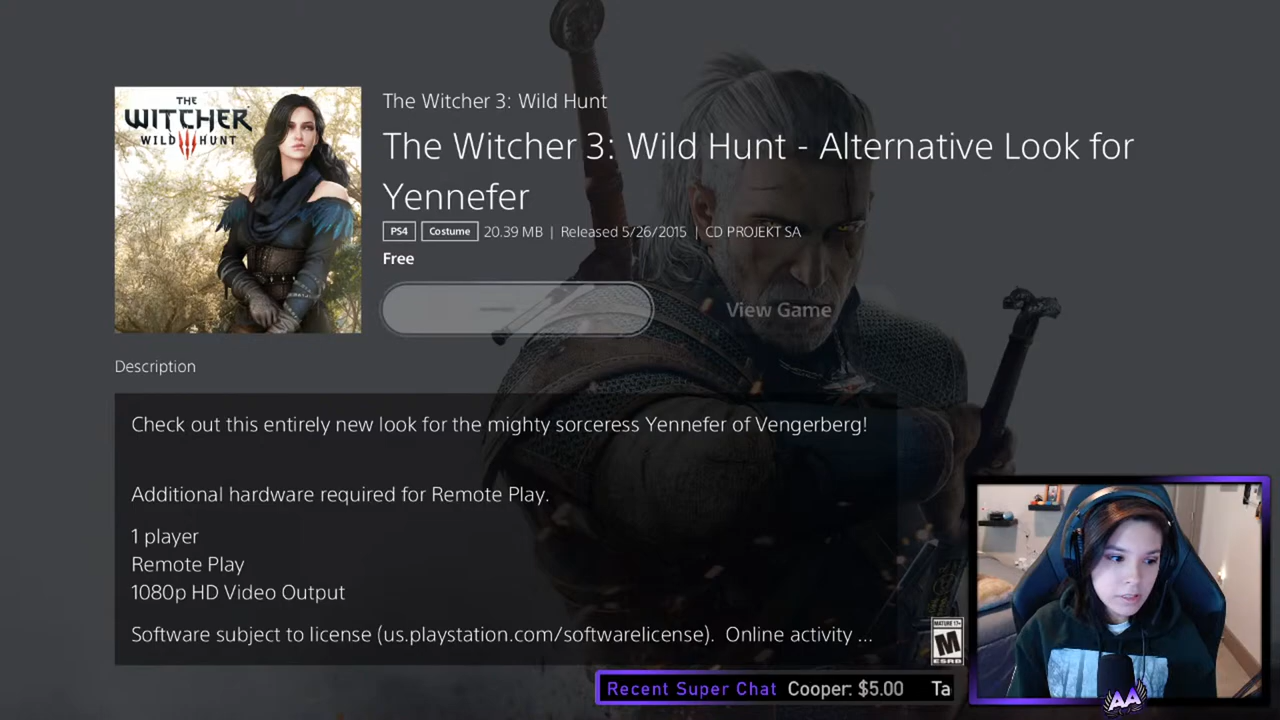 THE
WITCHER
WILD HUNT
The Witcher 3: Wild Hunt
The Witcher 3: Wild Hunt - Alternative Look for
Yennefer
PS4 Costume 20.39 MB | Released 5/26/2015 | CD PROJEKT SA
Free
View Game
Description
Check out this entirely new look for the mighty sorceress Yennefer of Vengerberg!
Additional hardware required for Remote Play.
1 player
Remote Play
1080p HD Video Output
Software subject to license (us.playstation.com/softwarelicense). Online activity ...
MATURE 17+
M
ESRB
Recent Super Chat Cooper: $5.00 Ta
AA